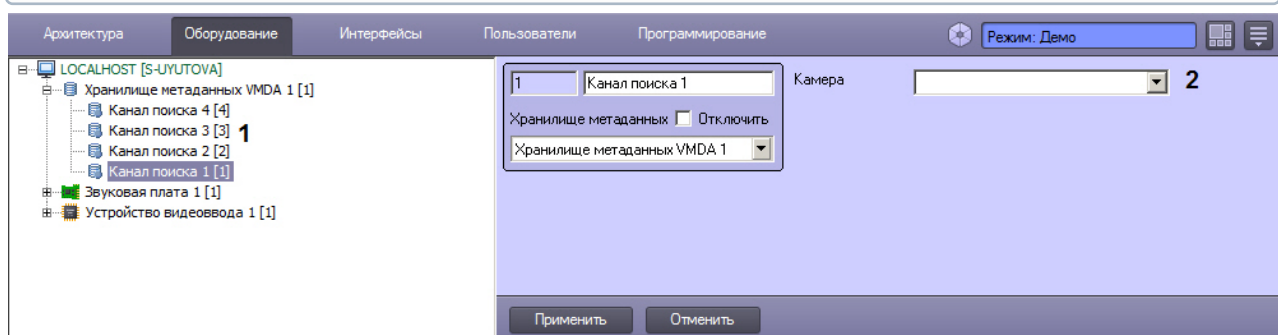 Архитектура Оборудование Интерфейсы Пользователи Программирование Режим: Демо
LOCALHOST [S-UYUTOVA]
Хранилище метаданных VMDA 1 [1]
Канал поиска 4 [4]
Канал поиска 3 [3] 1
Канал поиска 2 [2]
Канал поиска 1 [1]
Звуковая плата 1 [1]
Устройство видеоввода 1 [1]
1 Канал поиска 1 Камера 2
Хранилище метаданных Отключить
Хранилище метаданных VMDA 1
Применить Отменить